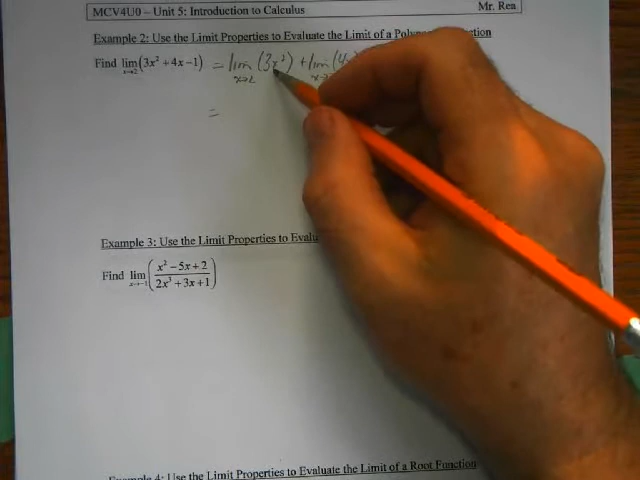 MCV4U0 – Unit 5: Introduction to Calculus Mr. Rea
Example 2: Use the Limit Properties to Evaluate the Limit of a Function
Find lim x→2 (3x² + 4x − 1) = lim x→2 (3x²) + lim (4x
=
Example 3: Use the Limit Properties to
Find lim x→−1 ((x² − 5x + 2)/(2x³ + 3x + 1))
Example 4: Use the Limit Properties to Evaluate the Limit of a Root Function